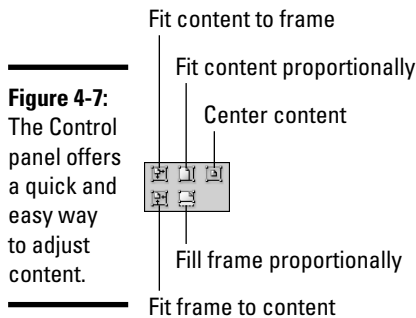 Fit content to frame
Fit content proportionally
Center content
Figure 4-7:
The Control
panel offers
a quick and
easy way
to adjust
content.
Fill frame proportionally
Fit frame to content